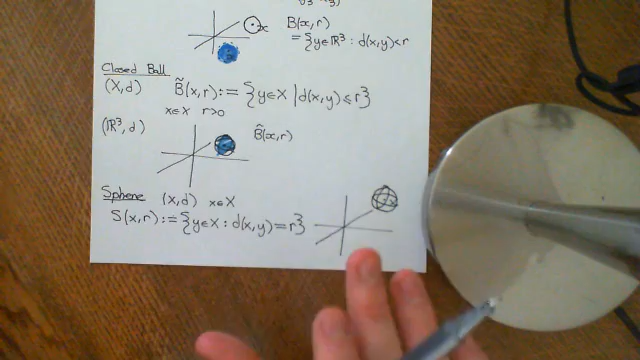 x B(x,r)
= {y∈ℝ³ : d(x,y)<r
Closed Ball
(X,d) B̃(x,r) := {y∈X | d(x,y)⩽r}
x∈X r>0
(ℝ³,d) B̃(x,r)
Sphere (X,d) x∈X
S(x,r) := {y∈X : d(x,y)=r}